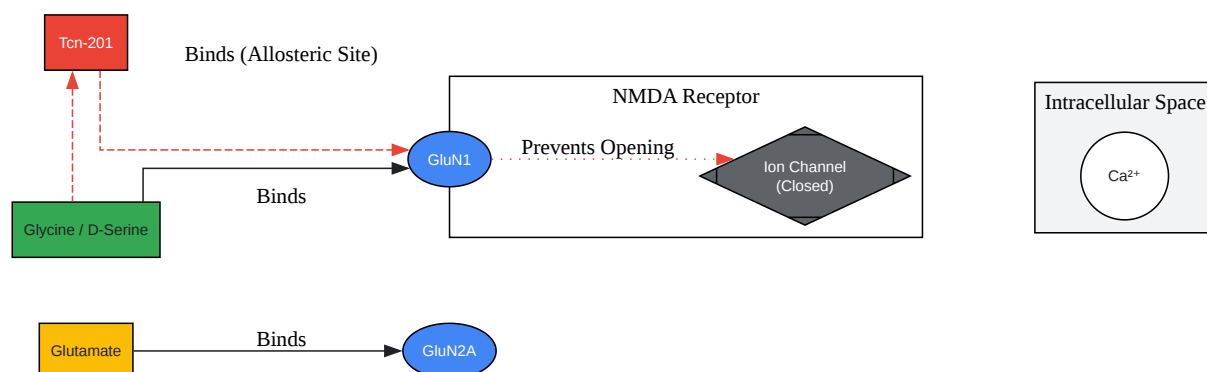 Tcn-201
Binds (Allosteric Site)
NMDA Receptor
Intracellular Space
GluN1
Prevents Opening
Ion Channel
(Closed)
Ca²⁺
Binds
Glycine / D-Serine
Glutamate
Binds
GluN2A